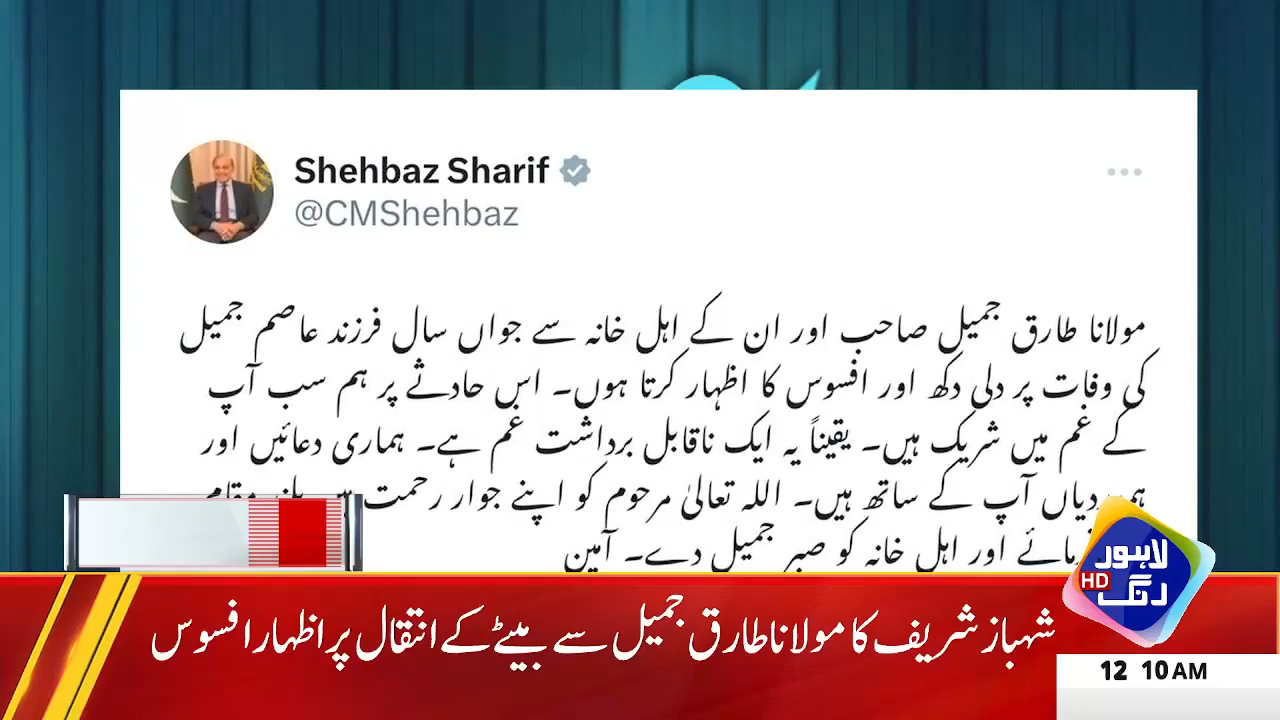 Shehbaz Sharif
@CMShehbaz
مولانا طارق جمیل صاحب اور ان کے اہل خانہ سے جواں سال فرزند عاصم جمیل
کی وفات پر دلی دکھ اور افسوس کا اظہار کرتا ہوں۔ اس حادثے پر ہم سب آپ
کے غم میں شریک ہیں۔ یقیناً یہ ایک ناقابل برداشت غم ہے۔ ہماری دعائیں اور
آپ کے ساتھ ہیں۔ اللہ تعالیٰ مرحوم کو اپنے جوار رحمت
اور اہل خانہ کو صبر جمیل دے۔ آمین
لاہور
رنگ
HD
شہباز شریف کا مولانا طارق جمیل سے بیٹے کے انتقال پر اظہار افسوس
12 10 AM